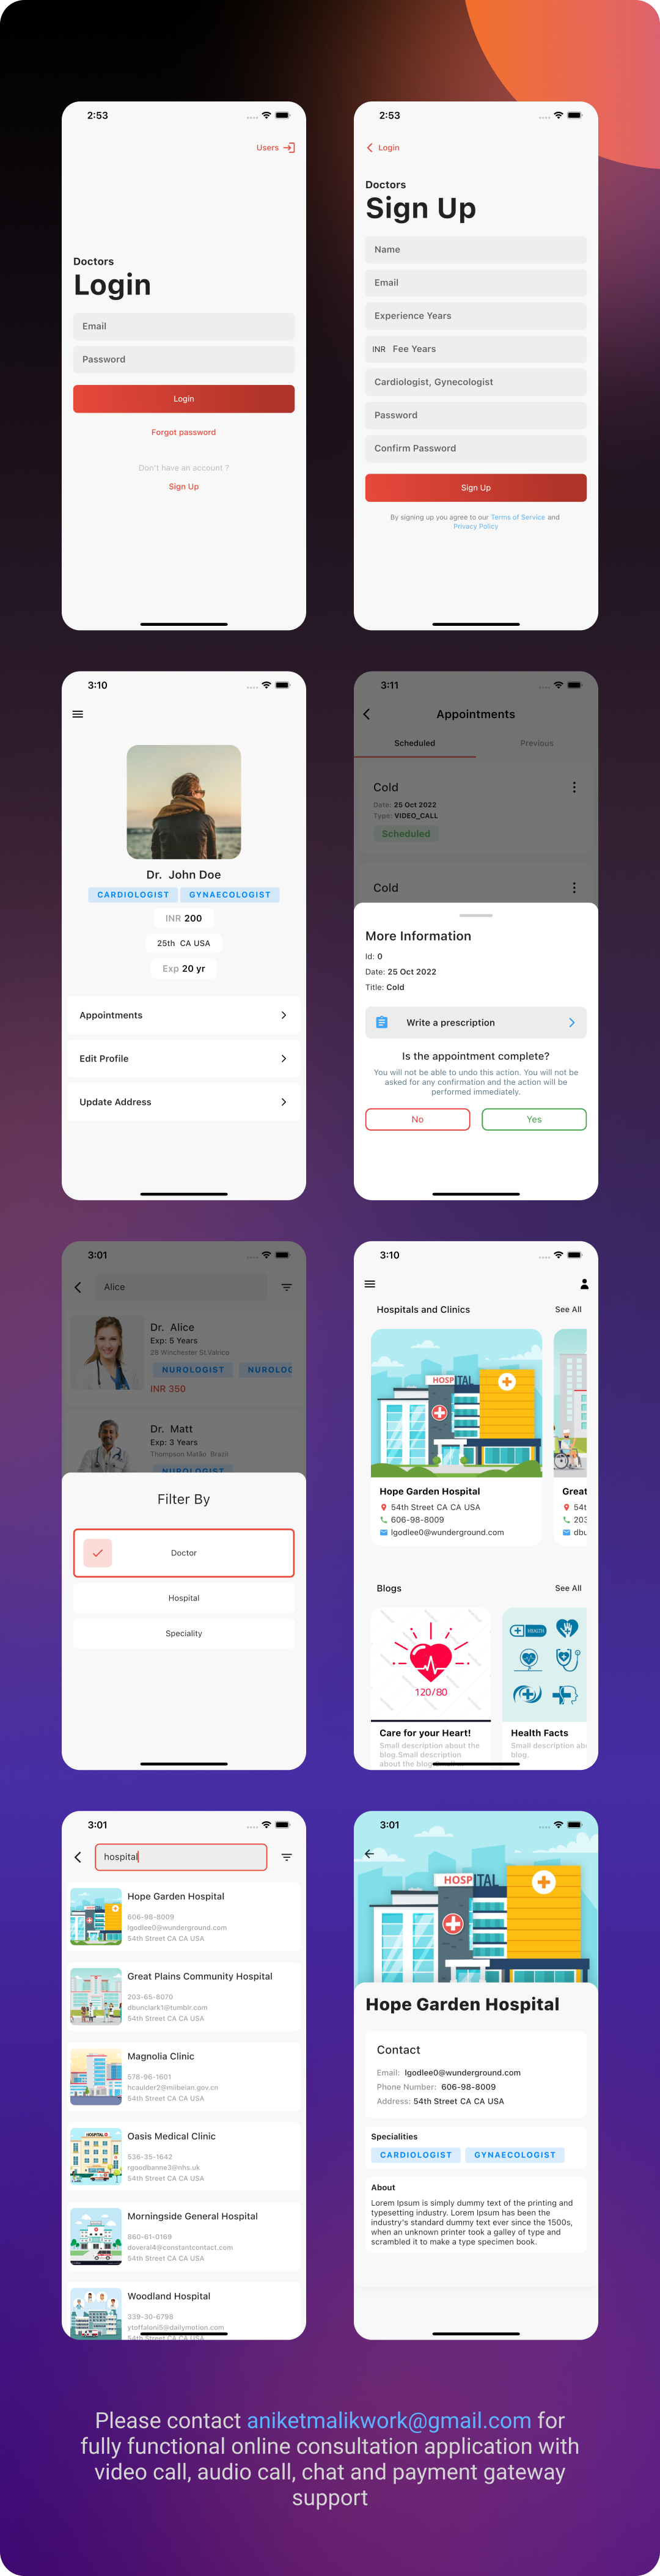 2:53
Users
Doctors
Login
Email
Password
Login
Forgot password
Don't have an account ?
Sign Up
2:53
Login
Doctors
Sign Up
Name
Email
Experience Years
INR Fee Years
Cardiologist, Gynecologist
Password
Confirm Password
Sign Up
By signing up you agree to our Terms of Service and
Privacy Policy
3:10
Dr. John Doe
CARDIOLOGIST GYNAECOLOGIST
INR 200
25th CA USA
Exp 20 yr
Appointments
Edit Profile
Update Address
3:11
Appointments
Scheduled Previous
Cold
Date: 25 Oct 2022
Type: VIDEO_CALL
Scheduled
Cold
More Information
Id: 0
Date: 25 Oct 2022
Title: Cold
Write a prescription
Is the appointment complete?
You will not be able to undo this action. You will not be
asked for any confirmation and the action will be
performed immediately.
No Yes
3:01
Alice
Dr. Alice
Exp: 5 Years
28 Winchester St.Valrico
NUROLOGIST NUROLOG
INR 350
Dr. Matt
Exp: 3 Years
Thompson Matão Brazil
NUROLOGIST
Filter By
Doctor
Hospital
Speciality
3:10
Hospitals and Clinics See All
HOSPITAL
Hope Garden Hospital
54th Street CA CA USA
606-98-8009
lgodlee0@wunderground.com
Great
54t
203
dbu
Blogs See All
120/80
Care for your Heart!
Small description about the
blog.Small description
about the blog
HEALTH
Health Facts
Small description abo
blog.
3:01
hospital
Hope Garden Hospital
606-98-8009
lgodlee0@wunderground.com
54th Street CA CA USA
Great Plains Community Hospital
203-65-8070
dbunclark1@tumblr.com
54th Street CA CA USA
Magnolia Clinic
578-96-1601
hcaulder2@miibeian.gov.cn
54th Street CA CA USA
HOSPITAL
Oasis Medical Clinic
536-35-1642
rgoodbanne3@nhs.uk
54th Street CA CA USA
Morningside General Hospital
860-61-0169
doveral4@constantcontact.com
54th Street CA CA USA
Woodland Hospital
339-30-6798
ytoffaloni5@dailymotion.com
54th Street CA CA USA
3:01
HOSPITAL
Hope Garden Hospital
Contact
Email: lgodlee0@wunderground.com
Phone Number: 606-98-8009
Address: 54th Street CA CA USA
Specialities
CARDIOLOGIST GYNAECOLOGIST
About
Lorem Ipsum is simply dummy text of the printing and
typesetting industry. Lorem Ipsum has been the
industry's standard dummy text ever since the 1500s,
when an unknown printer took a galley of type and
scrambled it to make a type specimen book.
Please contact aniketmalikwork@gmail.com for
fully functional online consultation application with
video call, audio call, chat and payment gateway
support